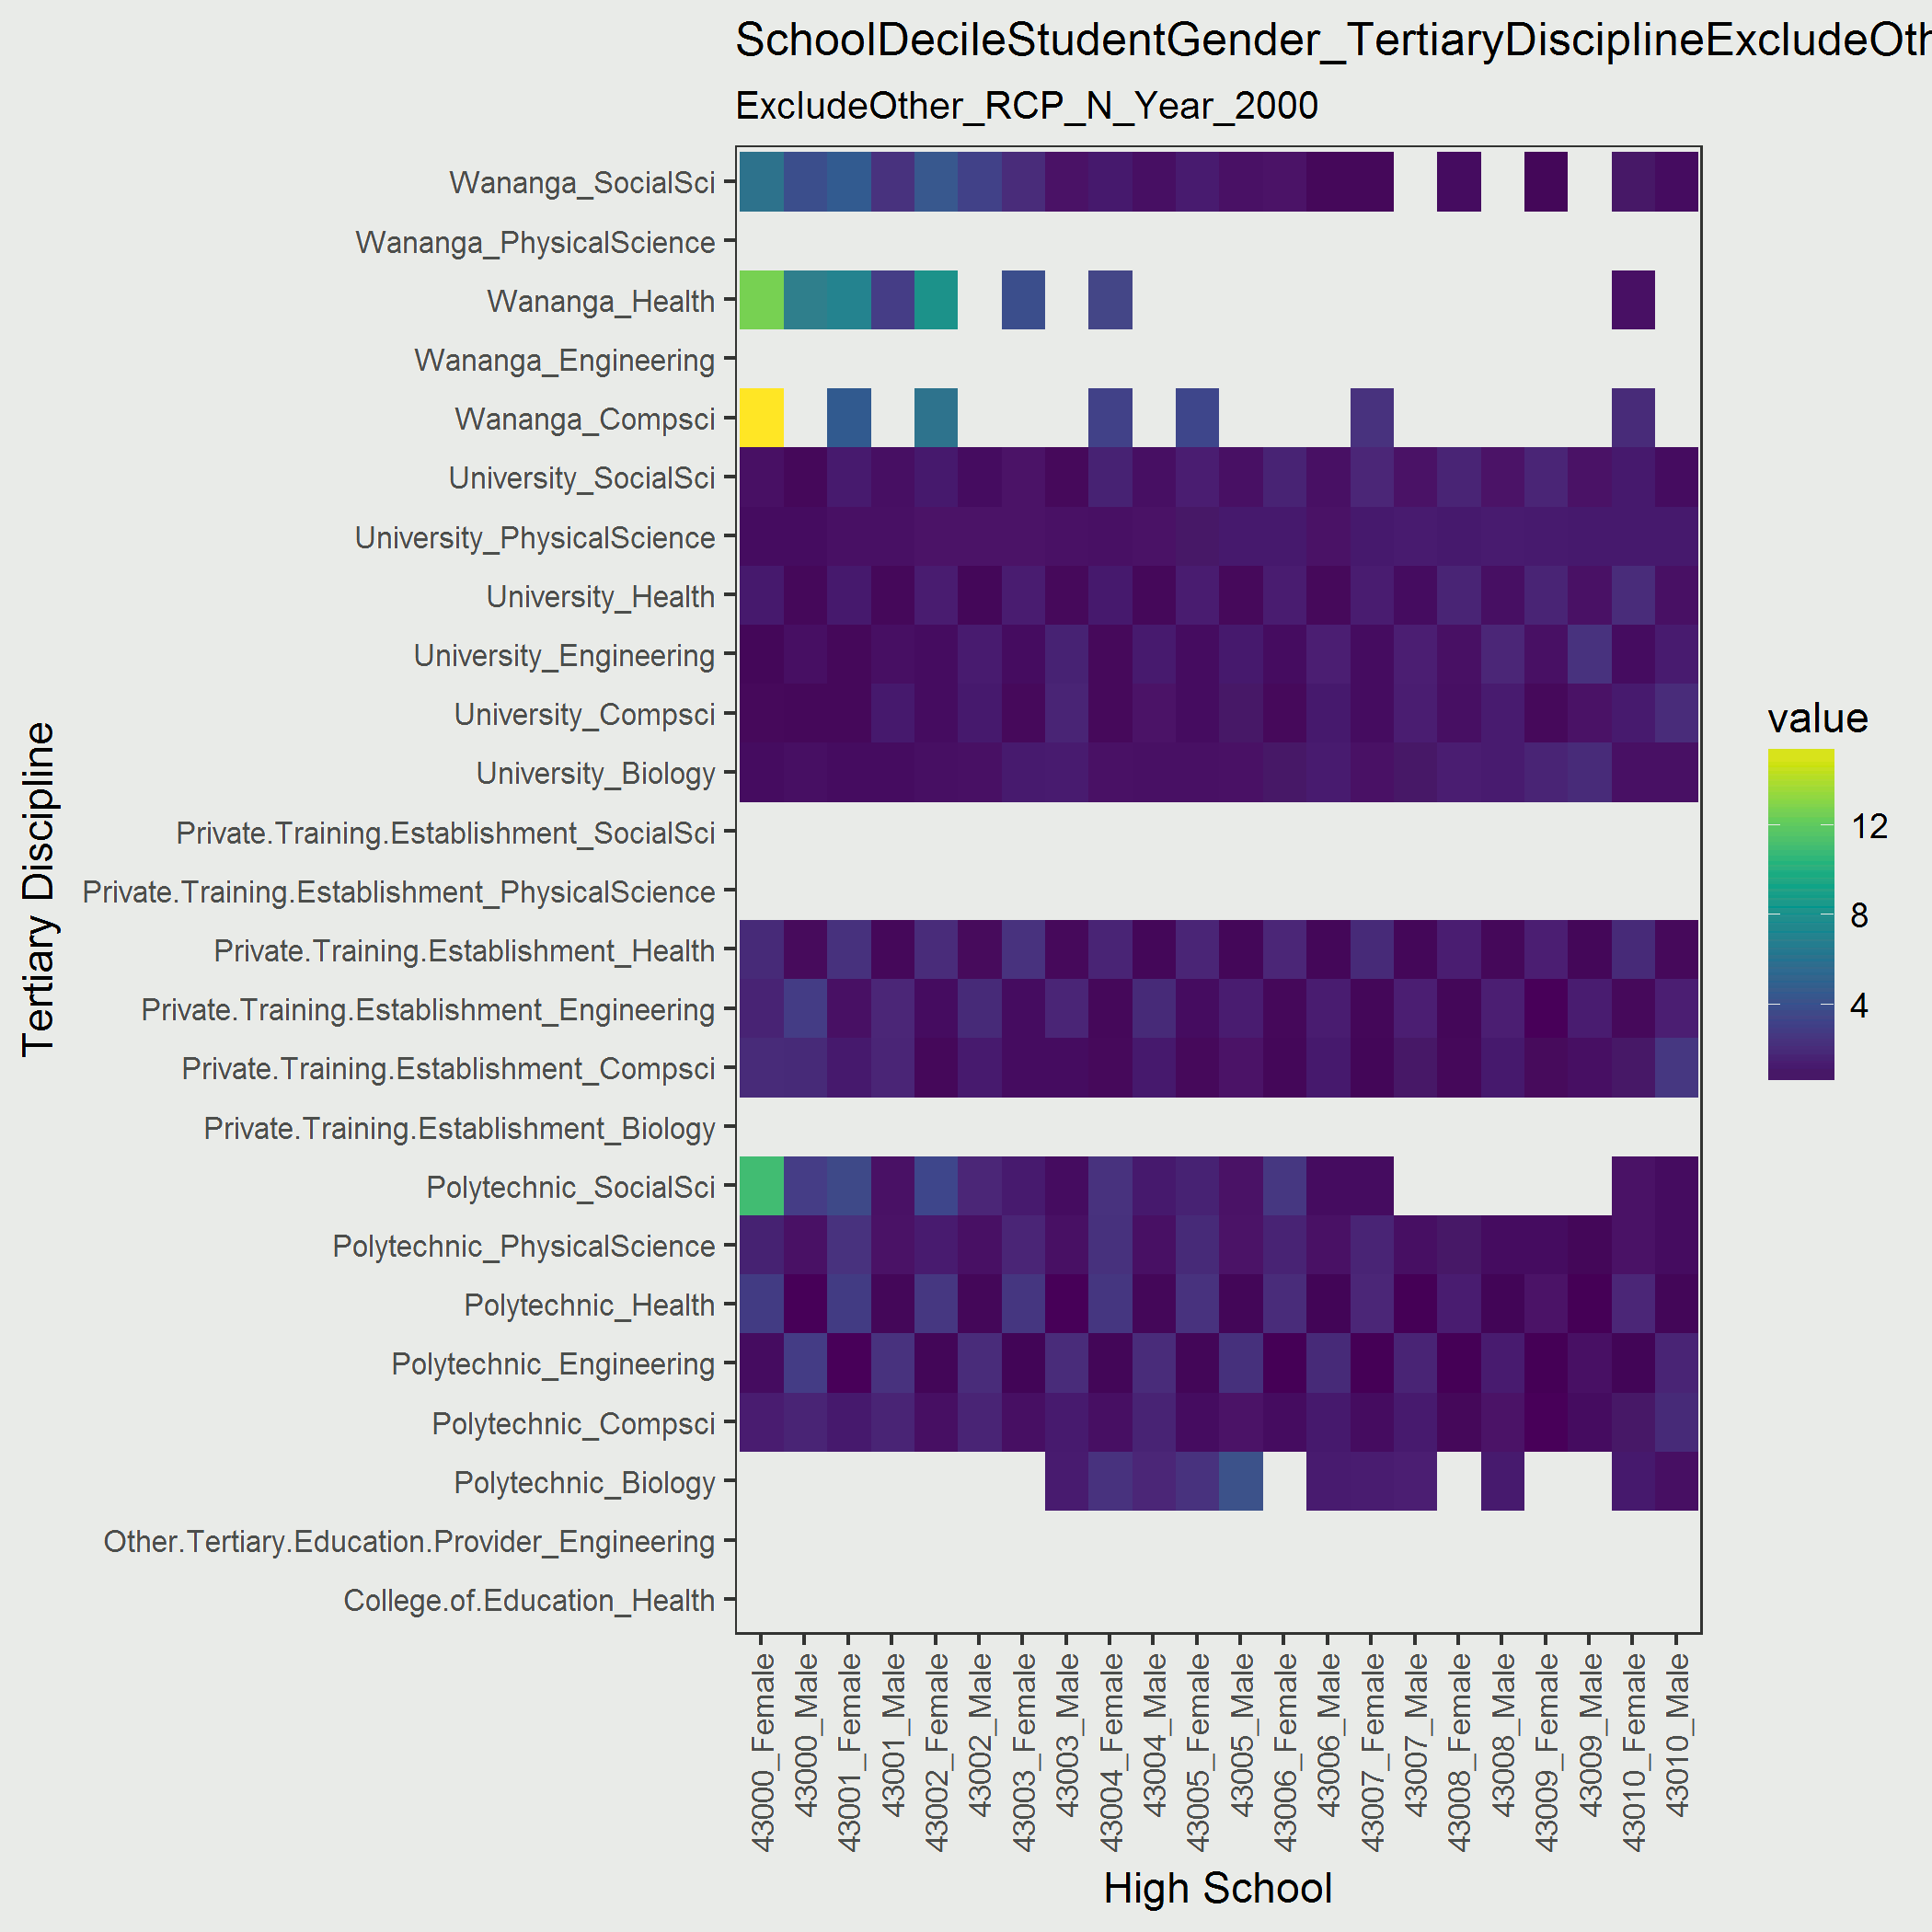 SchoolDecileStudentGender_TertiaryDisciplineExcludeOth
ExcludeOther_RCP_N_Year_2000
Tertiary Discipline
Wananga_SocialSci
Wananga_PhysicalScience
Wananga_Health
Wananga_Engineering
Wananga_Compsci
University_SocialSci
University_PhysicalScience
University_Health
University_Engineering
University_Compsci
University_Biology
Private.Training.Establishment_SocialSci
Private.Training.Establishment_PhysicalScience
Private.Training.Establishment_Health
Private.Training.Establishment_Engineering
Private.Training.Establishment_Compsci
Private.Training.Establishment_Biology
Polytechnic_SocialSci
Polytechnic_PhysicalScience
Polytechnic_Health
Polytechnic_Engineering
Polytechnic_Compsci
Polytechnic_Biology
Other.Tertiary.Education.Provider_Engineering
College.of.Education_Health
value
12
8
4
43000_Female
43000_Male
43001_Female
43001_Male
43002_Female
43002_Male
43003_Female
43003_Male
43004_Female
43004_Male
43005_Female
43005_Male
43006_Female
43006_Male
43007_Female
43007_Male
43008_Female
43008_Male
43009_Female
43009_Male
43010_Female
43010_Male
High School